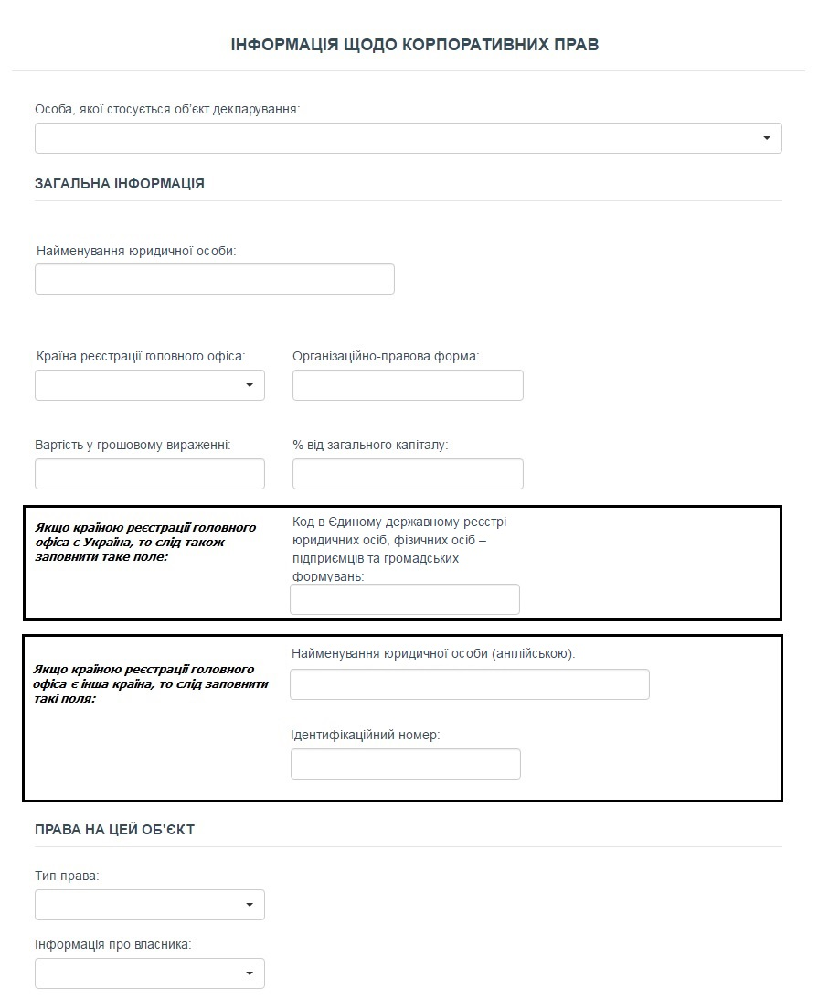 ІНФОРМАЦІЯ ЩОДО КОРПОРАТИВНИХ ПРАВ
Особа, якої стосується об'єкт декларування:
ЗАГАЛЬНА ІНФОРМАЦІЯ
Найменування юридичної особи:
Країна реєстрації головного офіса:
Організаційно-правова форма:
Вартість у грошовому вираженні:
% від загального капіталу:
Якщо країною реєстрації головного
офіса є Україна, то слід також
заповнити таке поле:
Код в Єдиному державному реєстрі
юридичних осіб, фізичних осіб –
підприємців та громадських
формувань:
Якщо країною реєстрації головного
офіса є інша країна, то слід заповнити
такі поля:
Найменування юридичної особи (англійською):
Ідентифікаційний номер:
ПРАВА НА ЦЕЙ ОБ'ЄКТ
Тип права:
Інформація про власника: